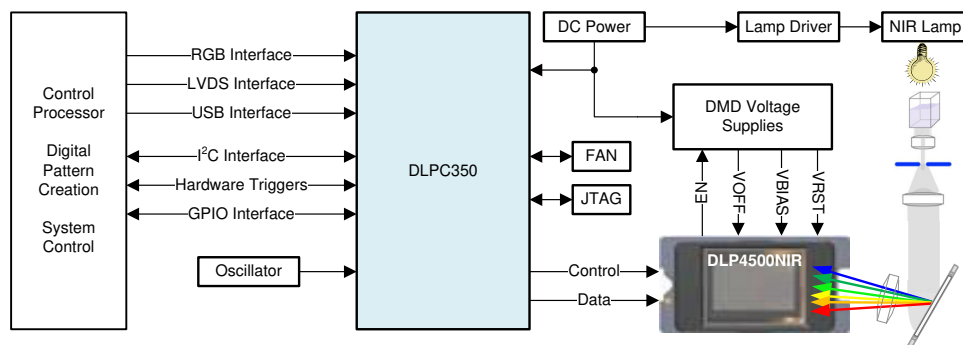 Control
Processor
Digital
Pattern
Creation
System
Control
RGB Interface
LVDS Interface
USB Interface
I²C Interface
Hardware Triggers
GPIO Interface
Oscillator
DLPC350
FAN
JTAG
Control
Data
DC Power
Lamp Driver
NIR Lamp
DMD Voltage
Supplies
EN
VOFF
VBIAS
VRST
DLP4500NIR